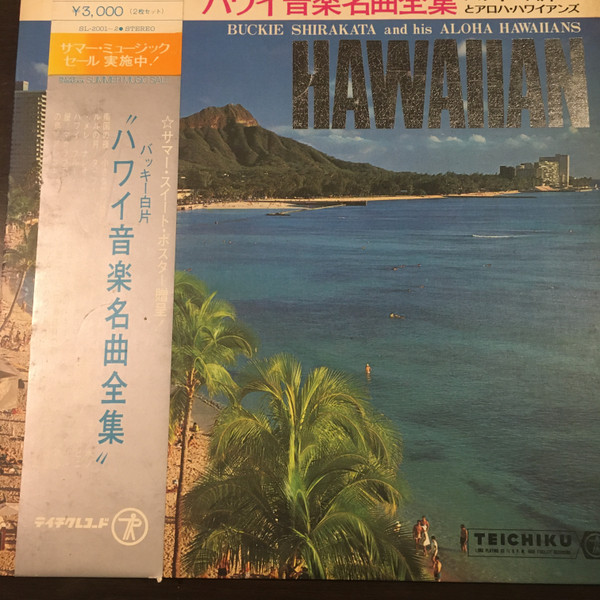 ¥3,000 (2枚セット)
SL-2001~2● STEREO
サマー・ミュージック
セール実施中!
☆サマー・スイート・ポスター贈呈!
バッキー白片
"ハワイ音楽名曲全集"
テイチクレコード
ハワイ音楽名曲全集
とアロハ・ハワイアンズ
BUCKIE SHIRAKATA and his ALOHA HAWAIIANS
HAWAIIAN
TEICHIKU